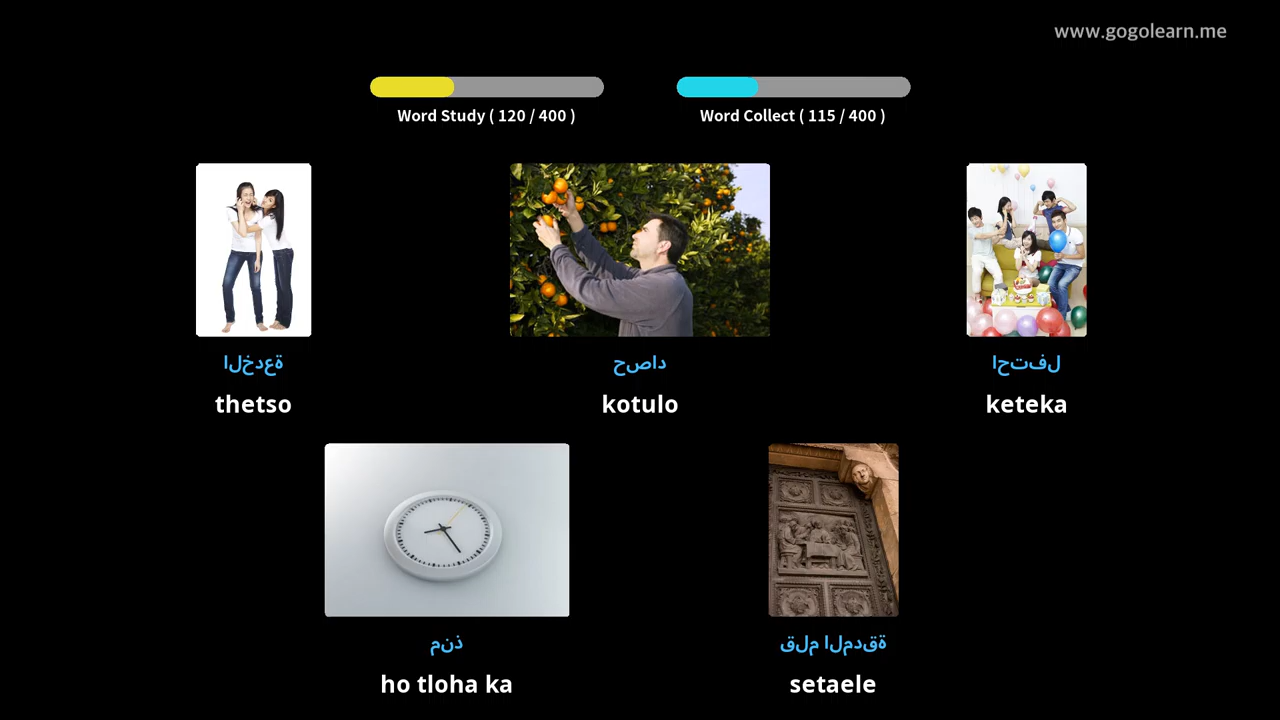 www.gogolearn.me
Word Study ( 120 / 400 )
Word Collect ( 115 / 400 )
الخدعة
thetso
حصاد
kotulo
احتفل
keteka
منذ
ho tloha ka
قلم المدقة
setaele